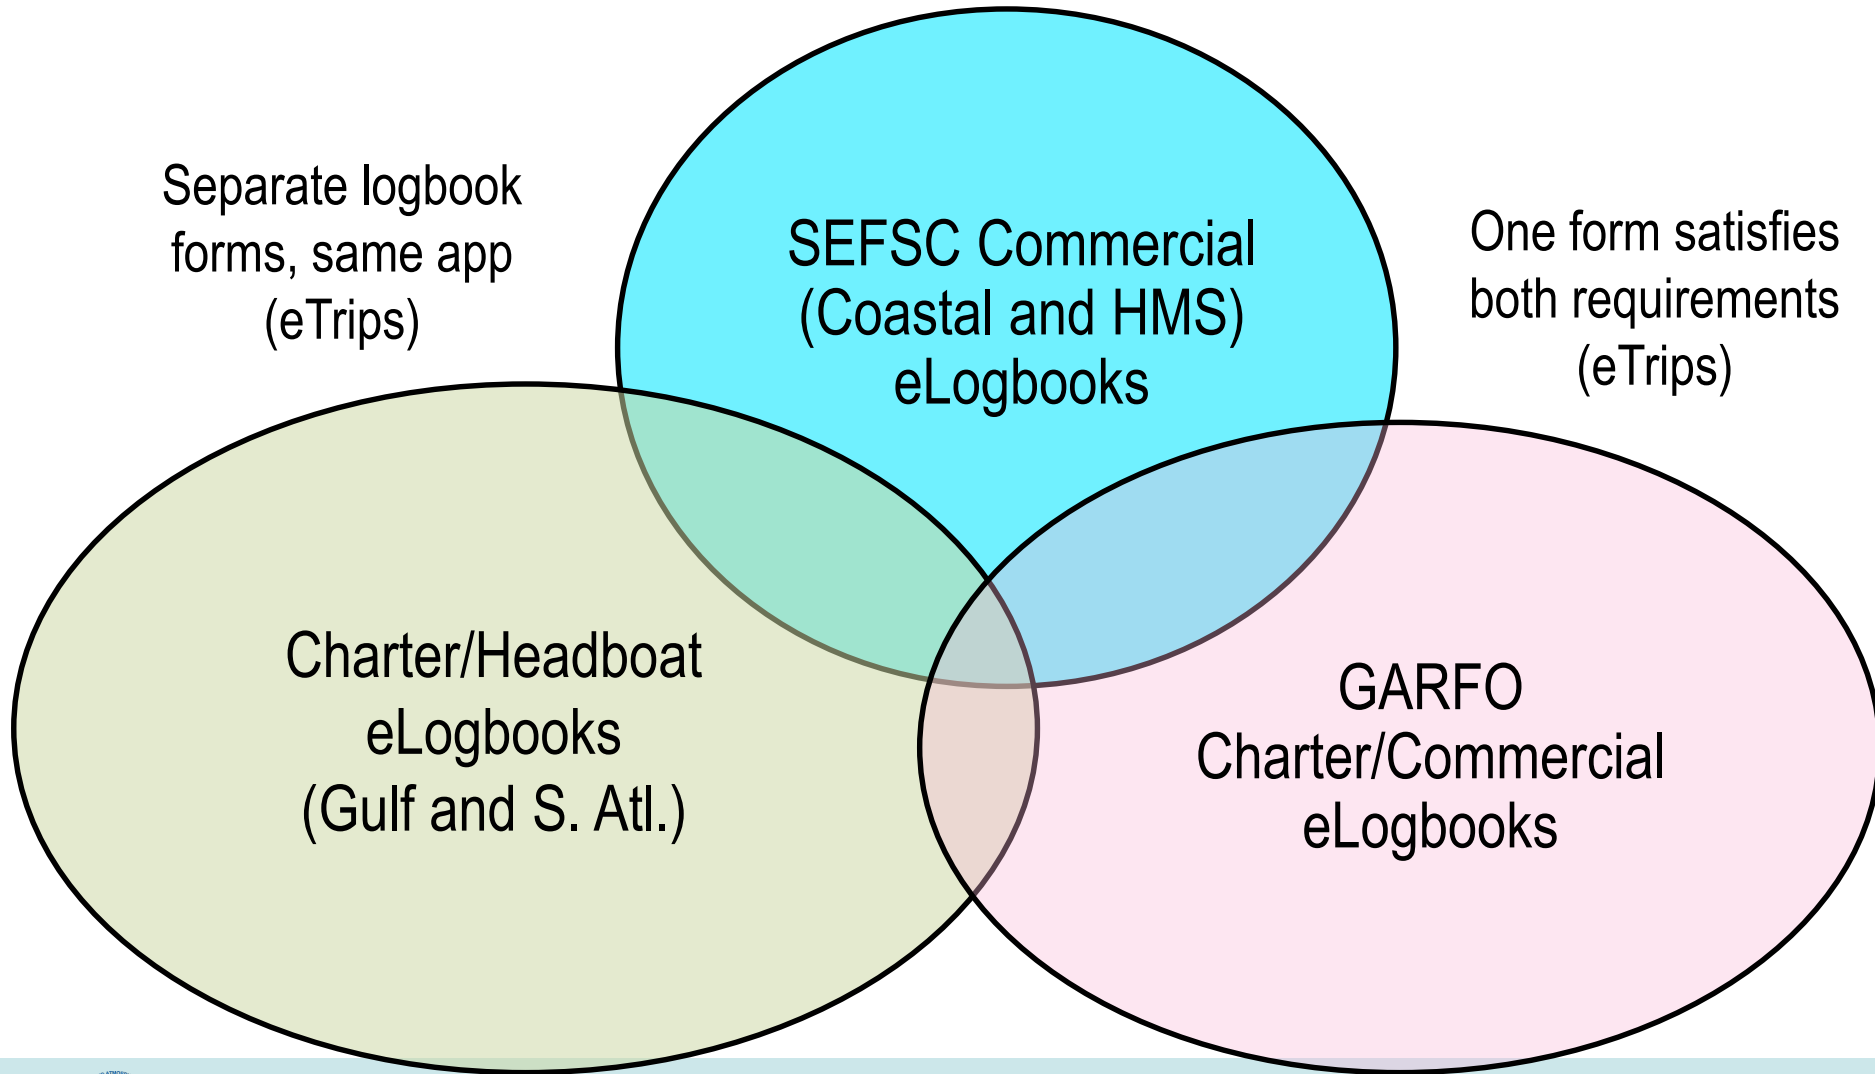 Separate logbook
forms, same app
(eTrips)
SEFSC Commercial
(Coastal and HMS)
eLogbooks
One form satisfies
both requirements
(eTrips)
Charter/Headboat
eLogbooks
(Gulf and S. Atl.)
GARFO
Charter/Commercial
eLogbooks